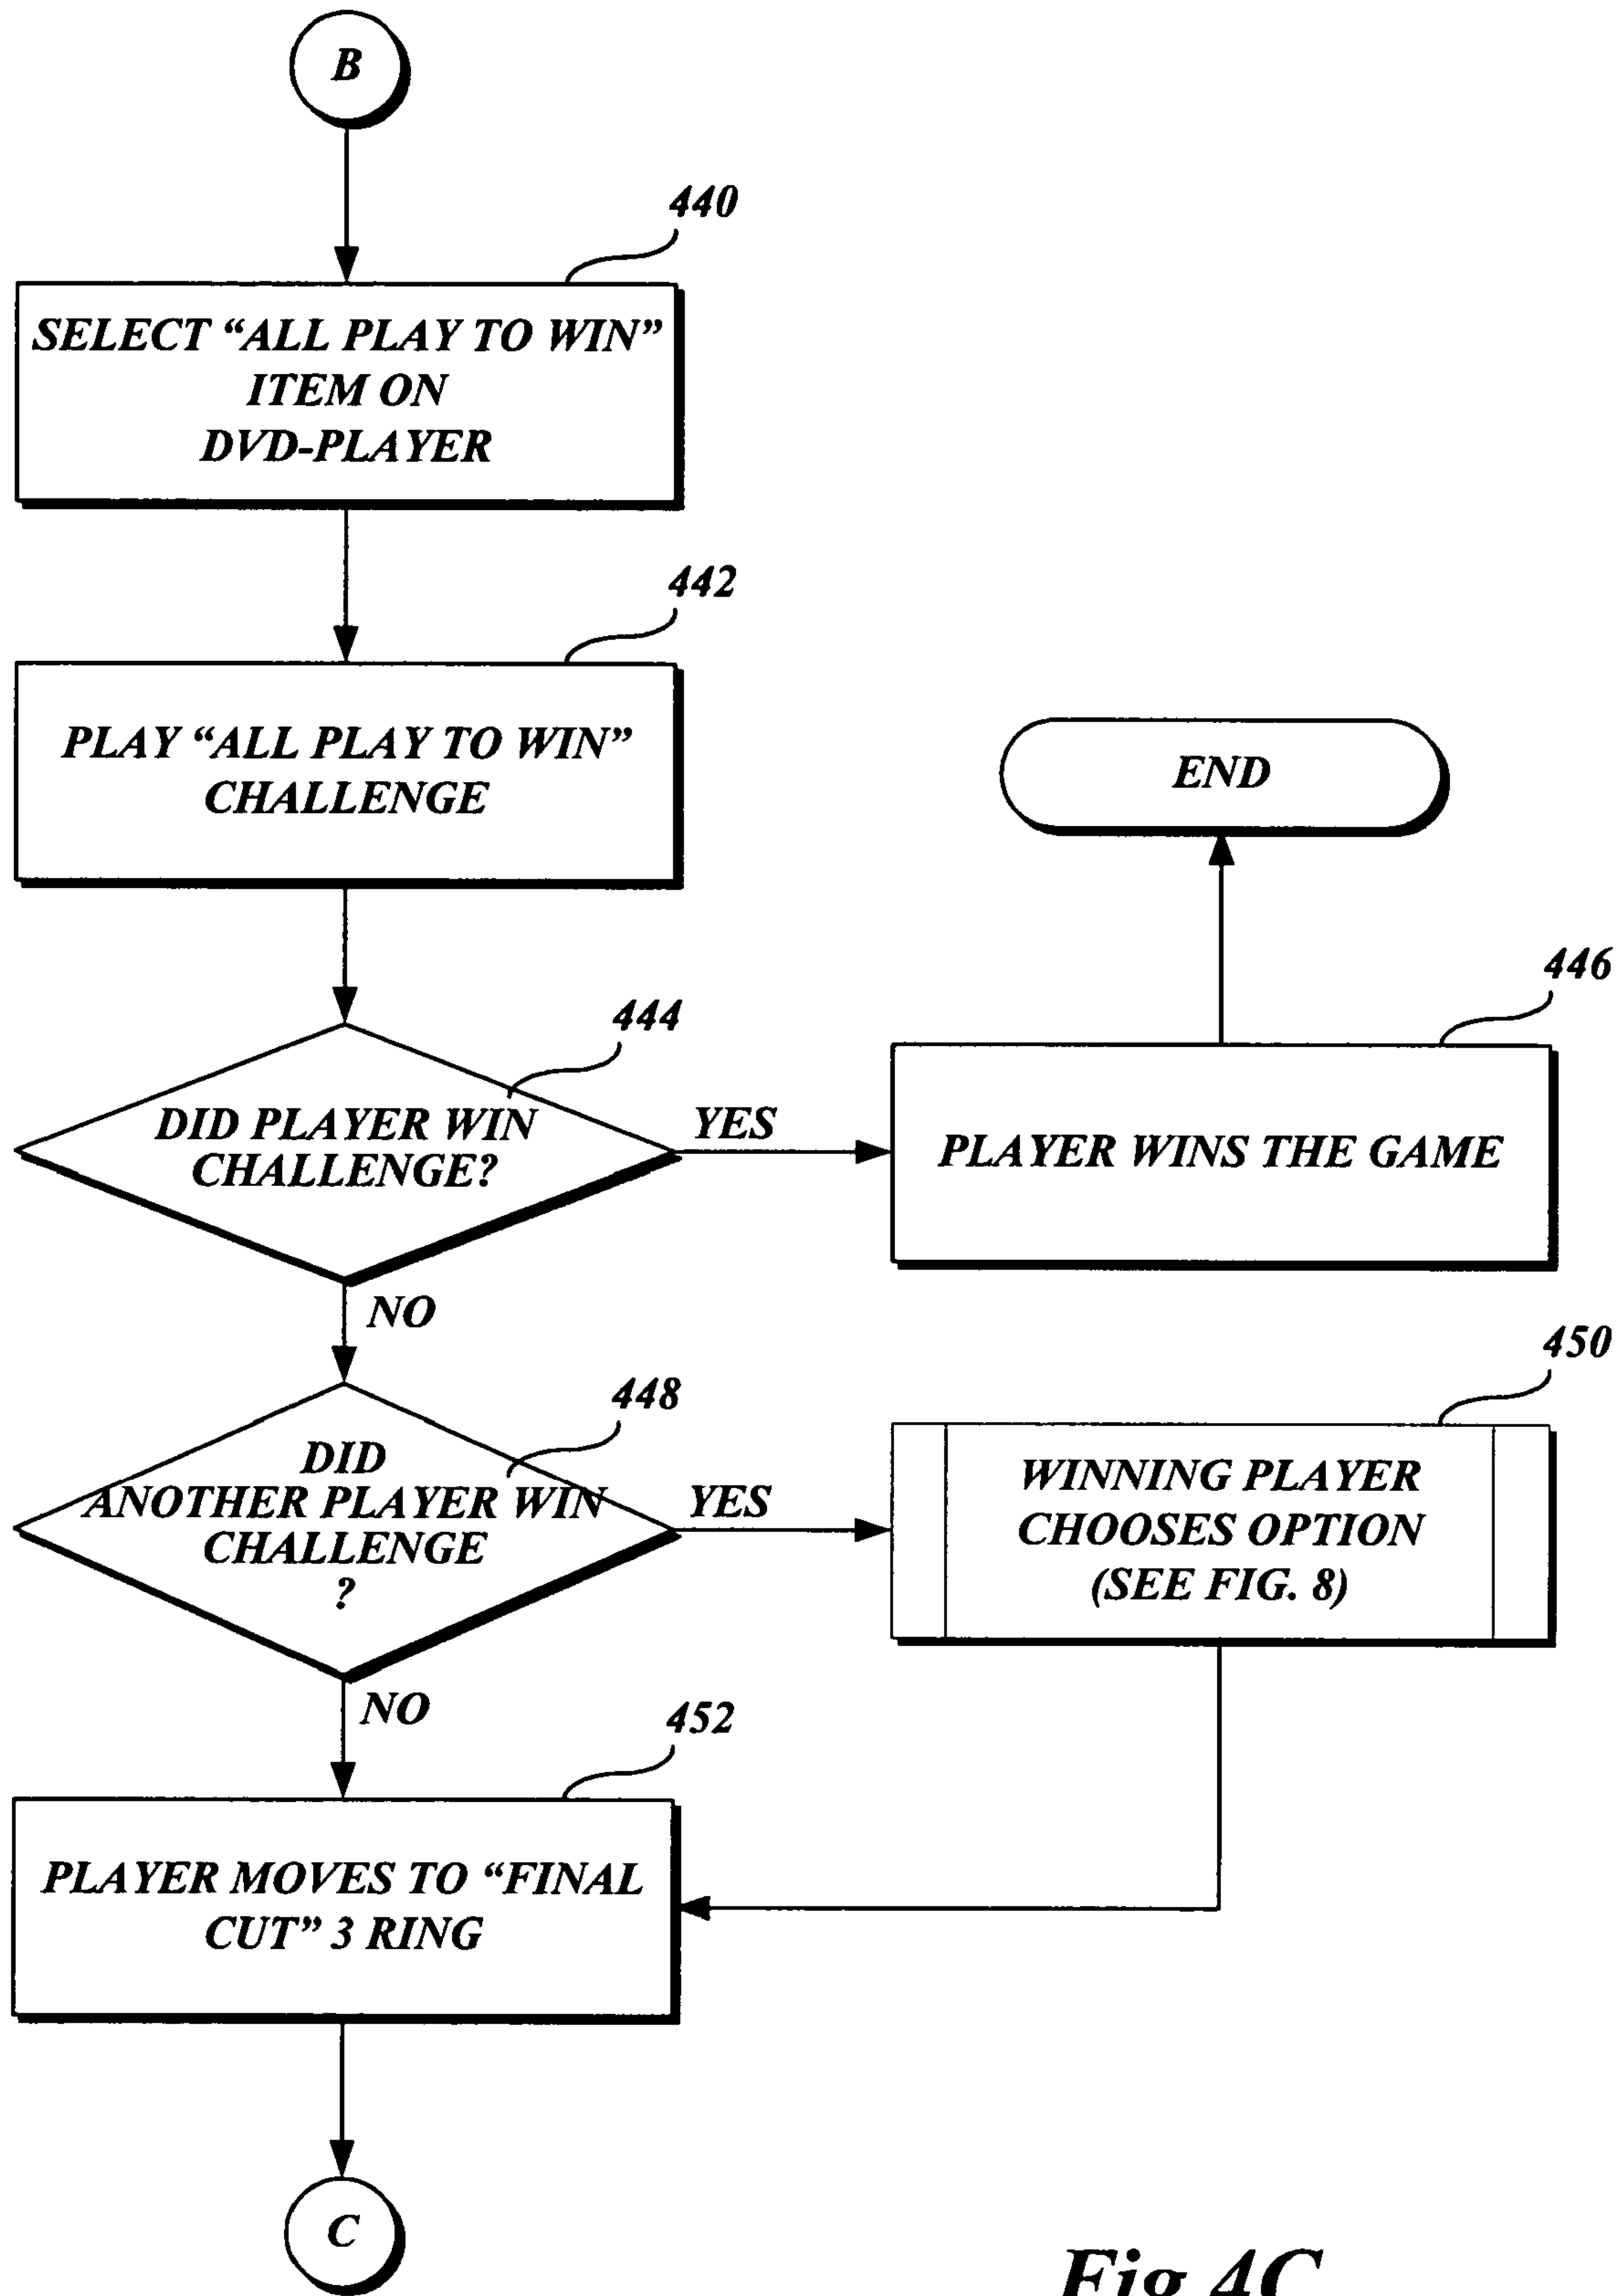 B
440
SELECT “ALL PLAY TO WIN”
ITEM ON
DVD-PLAYER
442
PLAY “ALL PLAY TO WIN”
CHALLENGE
END
444
DID PLAYER WIN
CHALLENGE?
YES
446
PLAYER WINS THE GAME
NO
448
DID
ANOTHER PLAYER WIN
CHALLENGE
?
YES
450
WINNING PLAYER
CHOOSES OPTION
(SEE FIG. 8)
NO
452
PLAYER MOVES TO “FINAL
CUT” 3 RING
C
Fig.4C